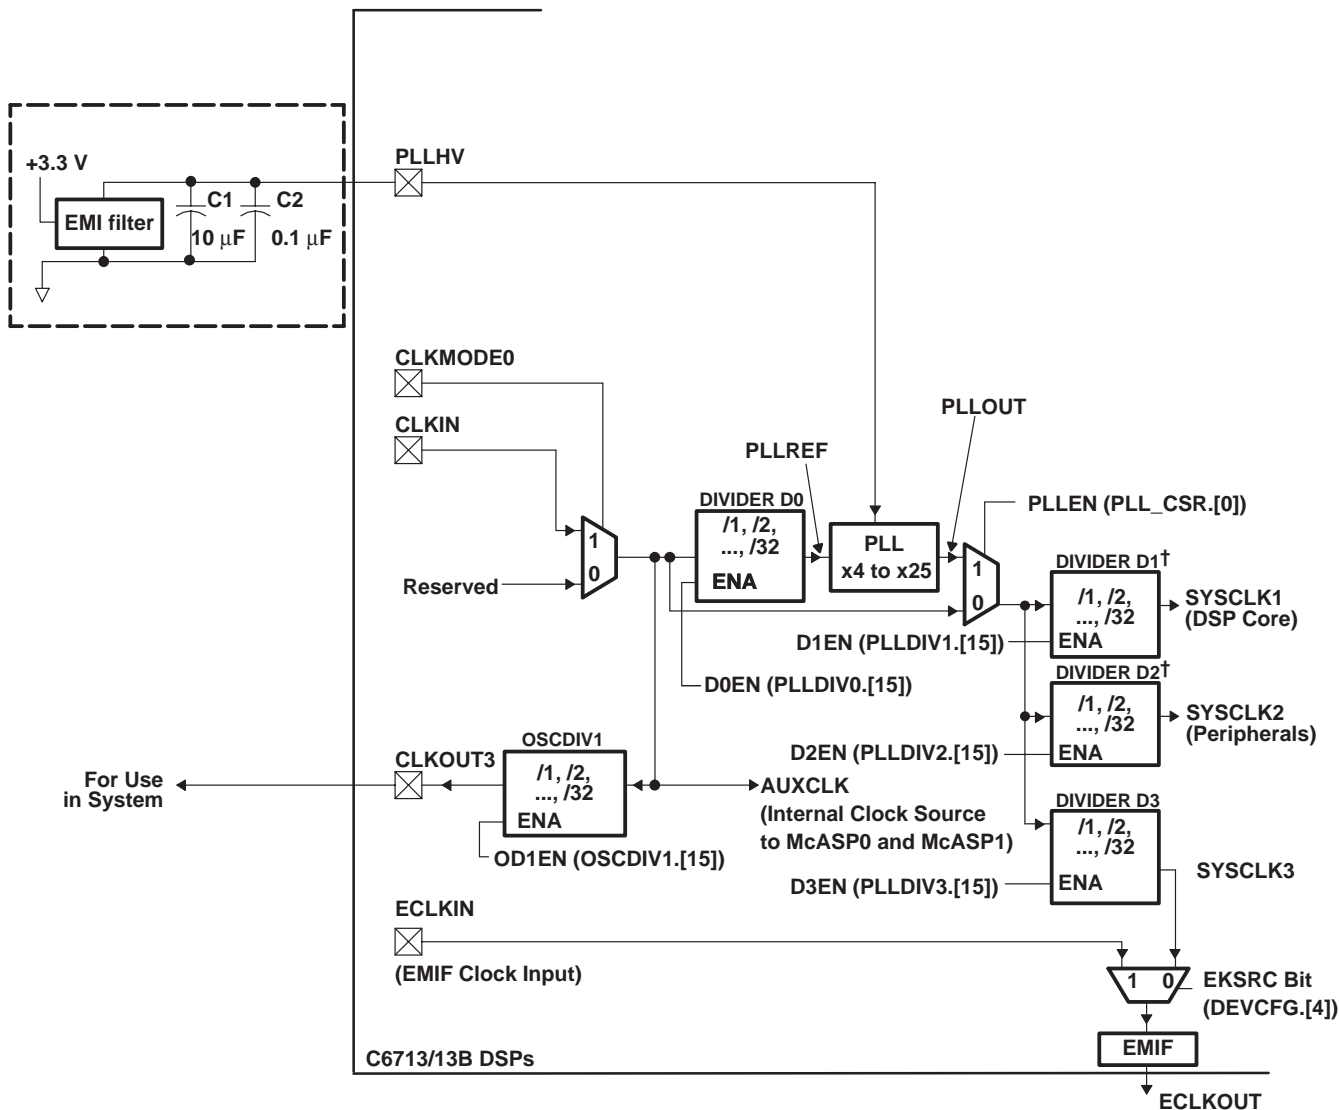 +3.3 V
EMI filter
C1
C2
10 μF
0.1 μF
PLLHV
CLKMODE0
CLKIN
Reserved
1
0
PLLREF
PLLOUT
DIVIDER D0
/1, /2,
..., /32
ENA
PLL
x4 to x25
1
0
PLLEN (PLL_CSR.[0])
DIVIDER D1†
/1, /2,
..., /32
ENA
SYSCLK1
(DSP Core)
D1EN (PLLDIV1.[15])
D0EN (PLLDIV0.[15])
DIVIDER D2†
/1, /2,
..., /32
ENA
SYSCLK2
(Peripherals)
D2EN (PLLDIV2.[15])
For Use
in System
CLKOUT3
OSCDIV1
/1, /2,
..., /32
ENA
OD1EN (OSCDIV1.[15])
AUXCLK
(Internal Clock Source
to McASP0 and McASP1)
DIVIDER D3
/1, /2,
..., /32
ENA
SYSCLK3
D3EN (PLLDIV3.[15])
ECLKIN
(EMIF Clock Input)
1 0
EKSRC Bit
(DEVCFG.[4])
EMIF
C6713/13B DSPs
ECLKOUT